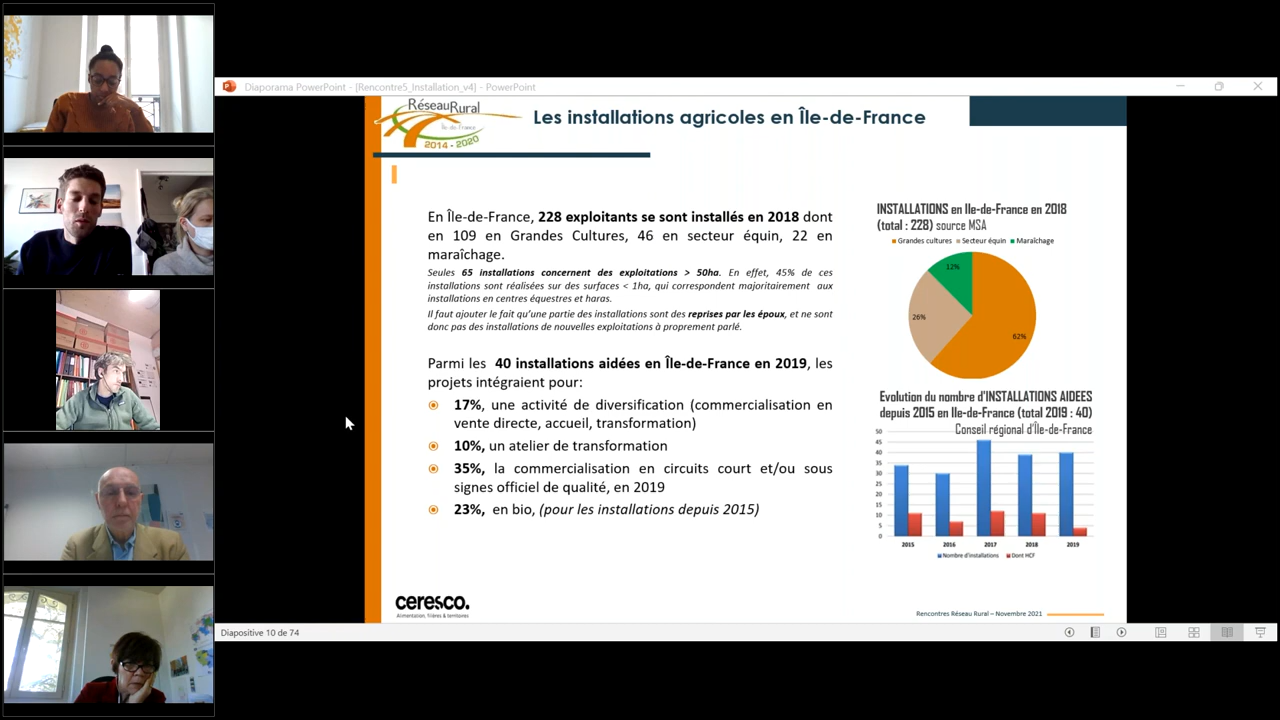 Diaporama PowerPoint - [Rencontre5_Installation_v4] - PowerPoint
RéseauRural
île-de-France
2014 - 2020
Les installations agricoles en Île-de-France
En Île-de-France, 228 exploitants se sont installés en 2018 dont
en 109 en Grandes Cultures, 46 en secteur équin, 22 en
maraîchage.
Seules 65 installations concernent des exploitations > 50ha. En effet, 45% de ces
installations sont réalisées sur des surfaces < 1ha, qui correspondent majoritairement aux
installations en centres équestres et haras.
Il faut ajouter le fait qu'une partie des installations sont des reprises par les époux, et ne sont
donc pas des installations de nouvelles exploitations à proprement parlé.
Parmi les 40 installations aidées en Île-de-France en 2019, les
projets intégraient pour:
17%, une activité de diversification (commercialisation en
vente directe, accueil, transformation)
10%, un atelier de transformation
35%, la commercialisation en circuits court et/ou sous
signes officiel de qualité, en 2019
23%, en bio, (pour les installations depuis 2015)
INSTALLATIONS en Ile-de-France en 2018
(total : 228) source MSA
Grandes cultures Secteur équin Maraîchage
12%
26%
62%
Evolution du nombre d'INSTALLATIONS AIDEES
depuis 2015 en Ile-de-France (total 2019 : 40)
Conseil régional d'Île-de-France
50
45
40
35
30
25
20
15
10
5
0
2015 2016 2017 2018 2019
Nombre d'installations Dont HCF
ceresco.
Alimentation, filières & territoires
Rencontres Réseau Rural – Novembre 2021
Diapositive 10 de 74